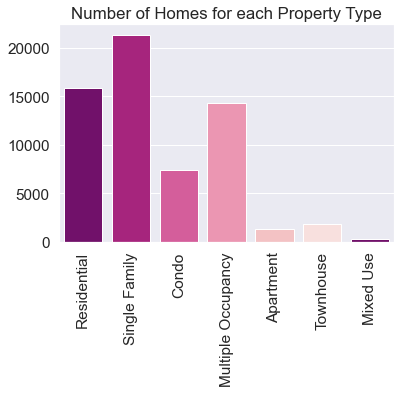 Number of Homes for each Property Type
20000
15000
10000
5000
0
Residential
Single Family
Condo
Multiple Occupancy
Apartment
Townhouse
Mixed Use